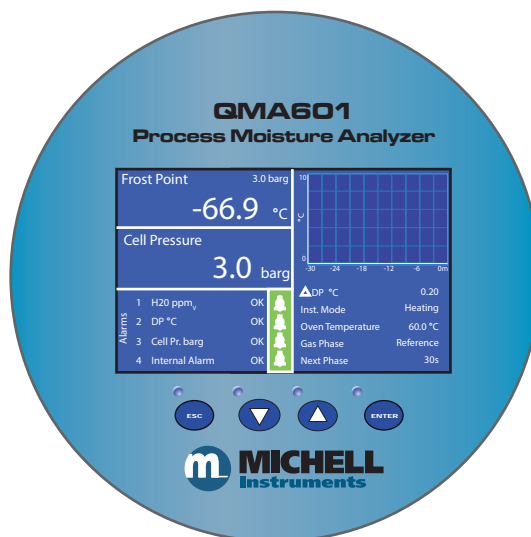 QMA601
Process Moisture Analyzer
Frost Point 3.0 barg
-66.9 °C
Cell Pressure
3.0 barg
Alarms
1 H20 ppmV OK
2 DP °C OK
3 Cell Pr. barg OK
4 Internal Alarm OK
10
°C
0
-30 -24 -18 -12 -6 0m
DP °C 0.20
Inst. Mode Heating
Oven Temperature 60.0 °C
Gas Phase Reference
Next Phase 30s
ESC ENTER
m MICHELL
Instruments